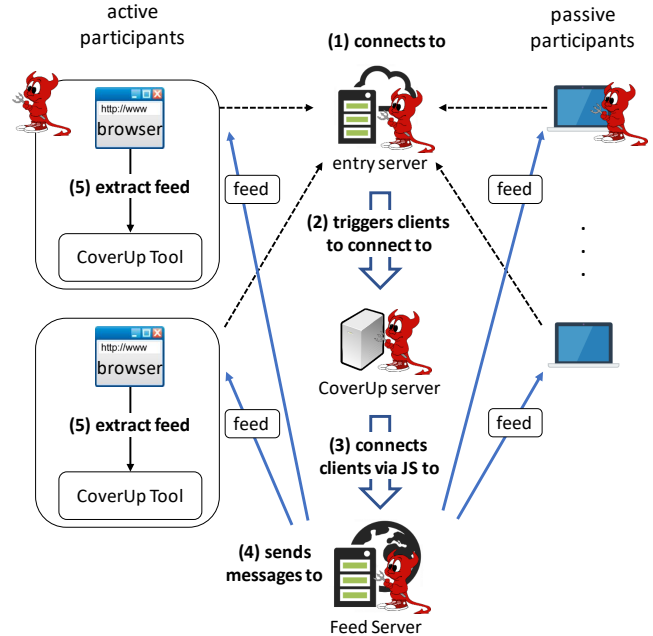 active
participants
(1) connects to
passive
participants
http://www
browser
(5) extract feed
CoverUp Tool
entry server
feed
feed
(2) triggers clients
to connect to
.
.
.
http://www
browser
(5) extract feed
CoverUp Tool
CoverUp server
feed
feed
(3) connects
clients via JS to
(4) sends
messages to
Feed Server